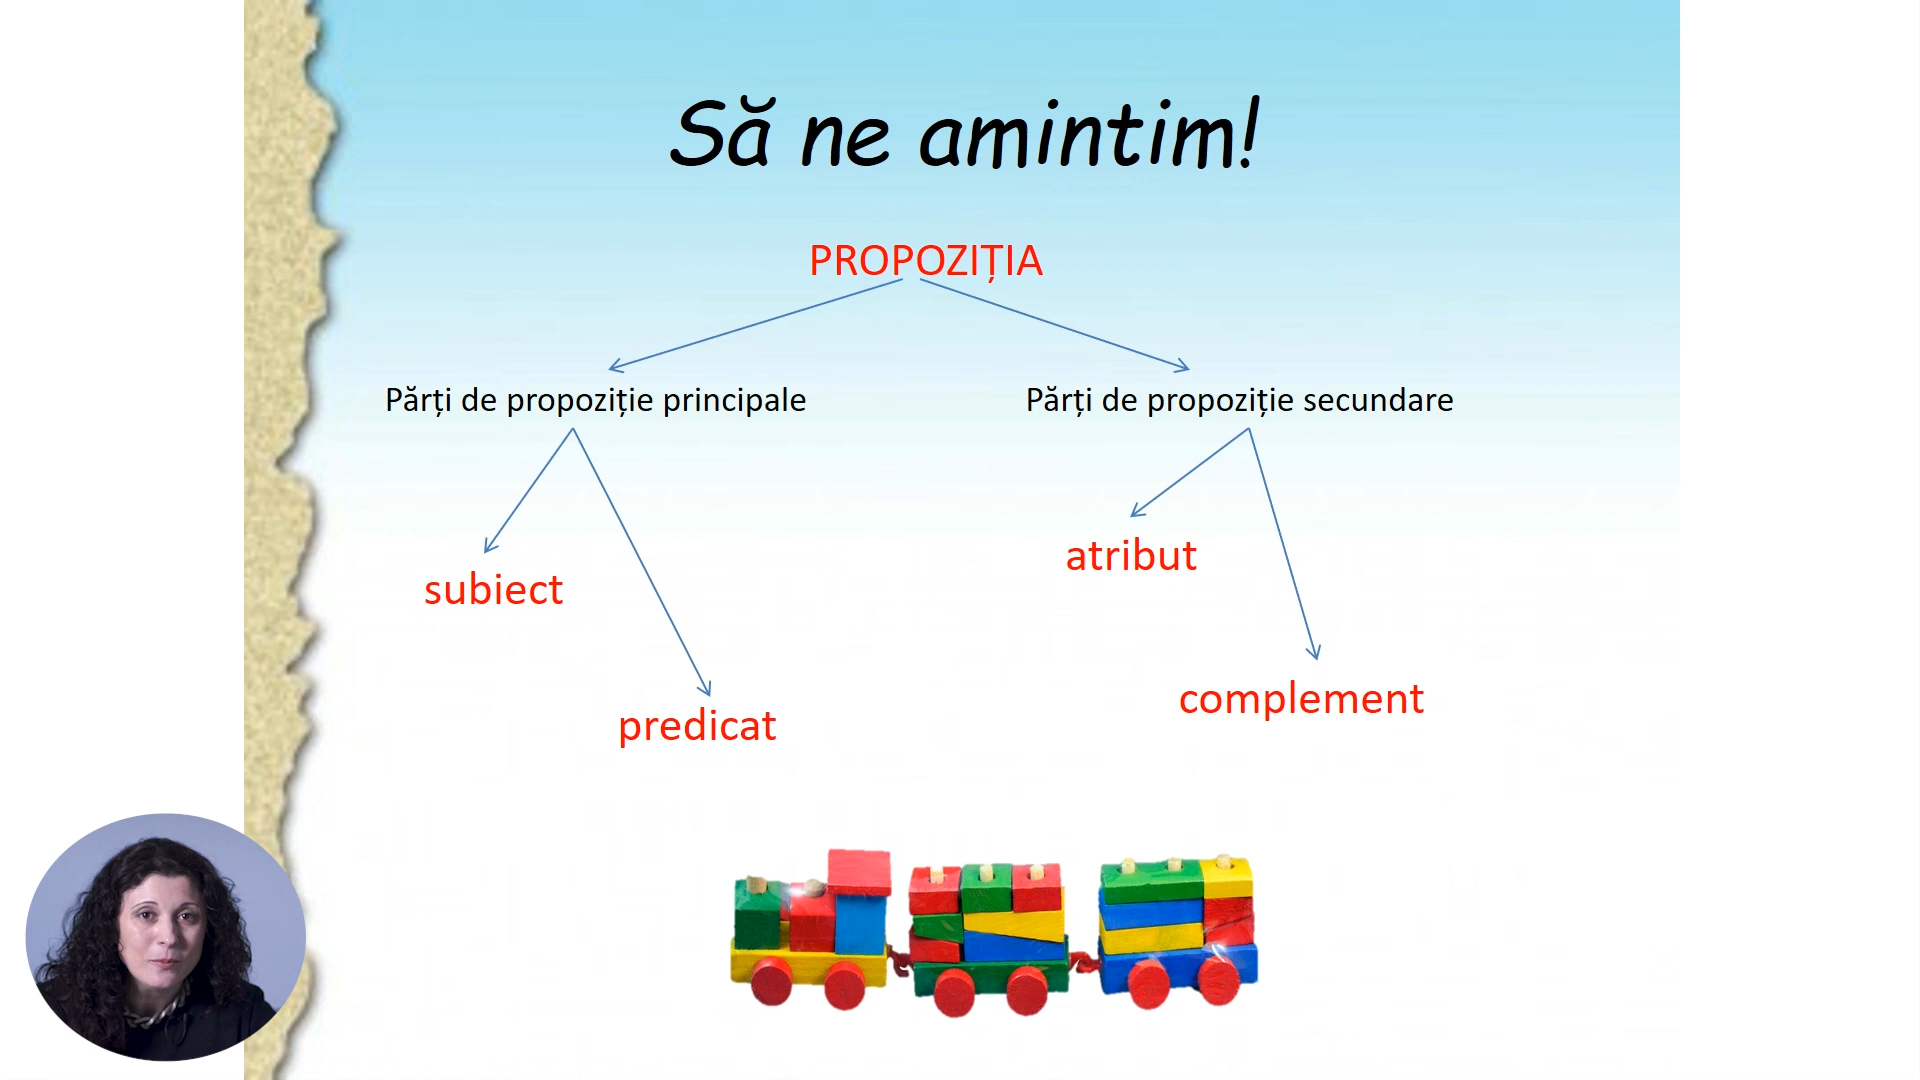 Să ne amintim!
PROPOZIȚIA
Părți de propoziție principale
Părți de propoziție secundare
subiect
predicat
atribut
complement